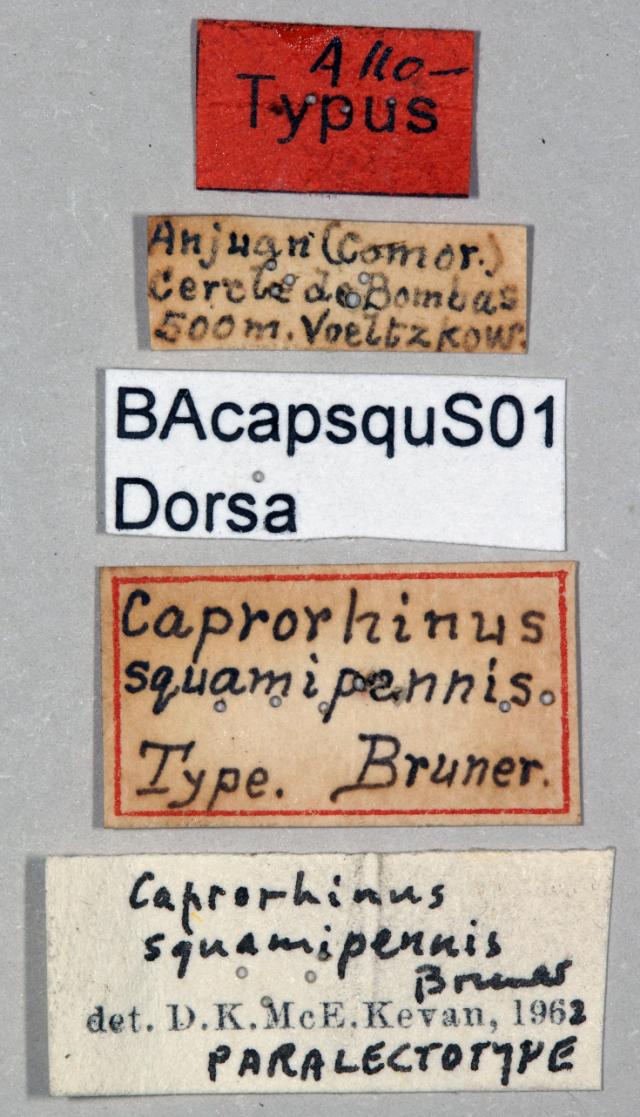 Allo-
Typus
Anjuan (Comor.)
Cercle de Bombas
500 m. Voeltzkow.
BAcapsquS01
Dorsa
Caprorhinus
squamipennis.
Type. Bruner.
Caprorhinus
squamipennis
Bruner
det. D.K.McE.Kevan, 1962
PARALECTOTYPE